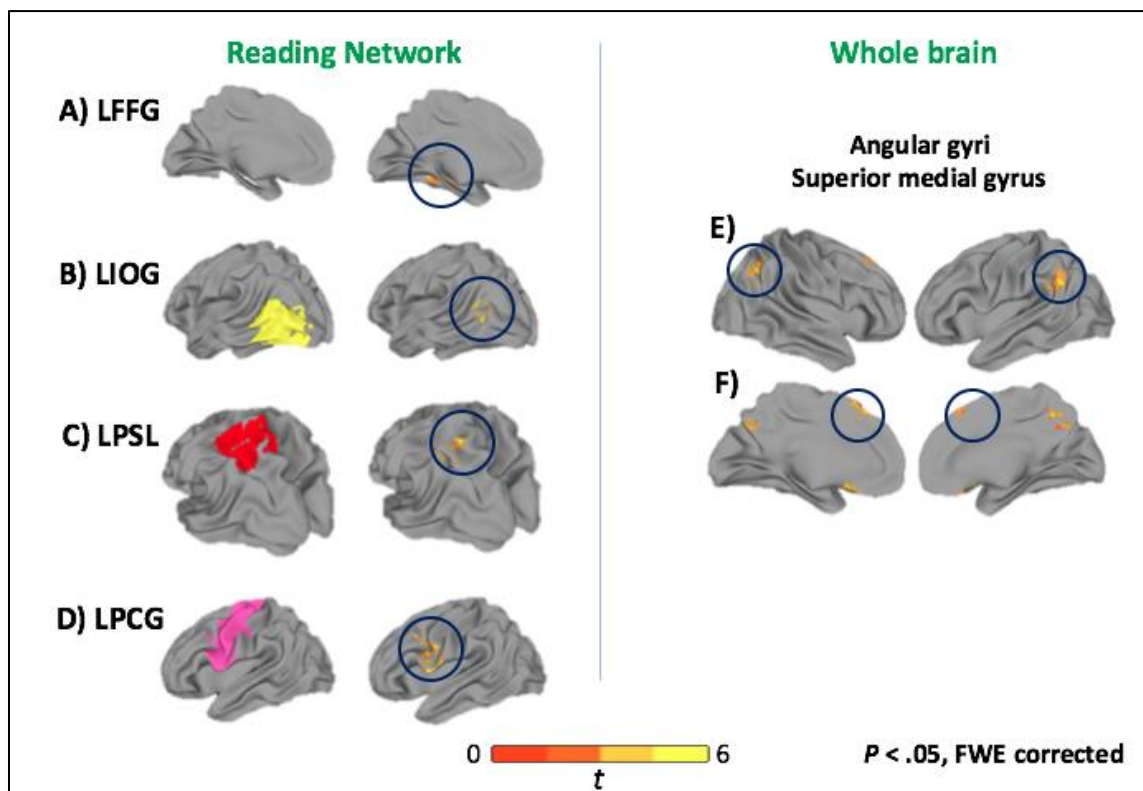 Reading Network
Whole brain
A) LFFG
B) LIOG
C) LPSL
D) LPCG
Angular gyri
Superior medial gyrus
E)
F)
0
6
t
P < .05, FWE corrected